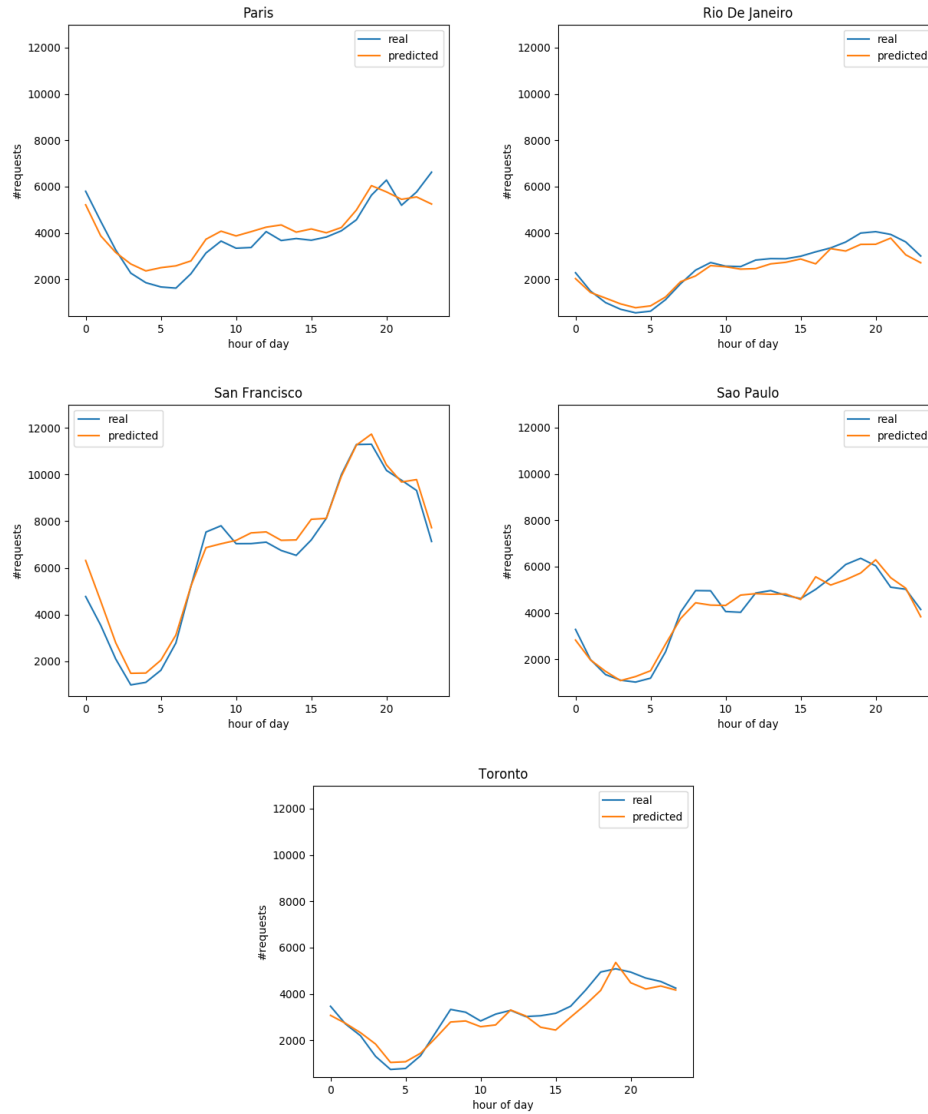 Paris
real
predicted
12000
10000
8000
6000
4000
2000
#requests
0 5 10 15 20
hour of day
Rio De Janeiro
real
predicted
12000
10000
8000
6000
4000
2000
#requests
0 5 10 15 20
hour of day
San Francisco
real
predicted
12000
10000
8000
6000
4000
2000
#requests
0 5 10 15 20
hour of day
Sao Paulo
real
predicted
12000
10000
8000
6000
4000
2000
#requests
0 5 10 15 20
hour of day
Toronto
real
predicted
12000
10000
8000
6000
4000
2000
#requests
0 5 10 15 20
hour of day